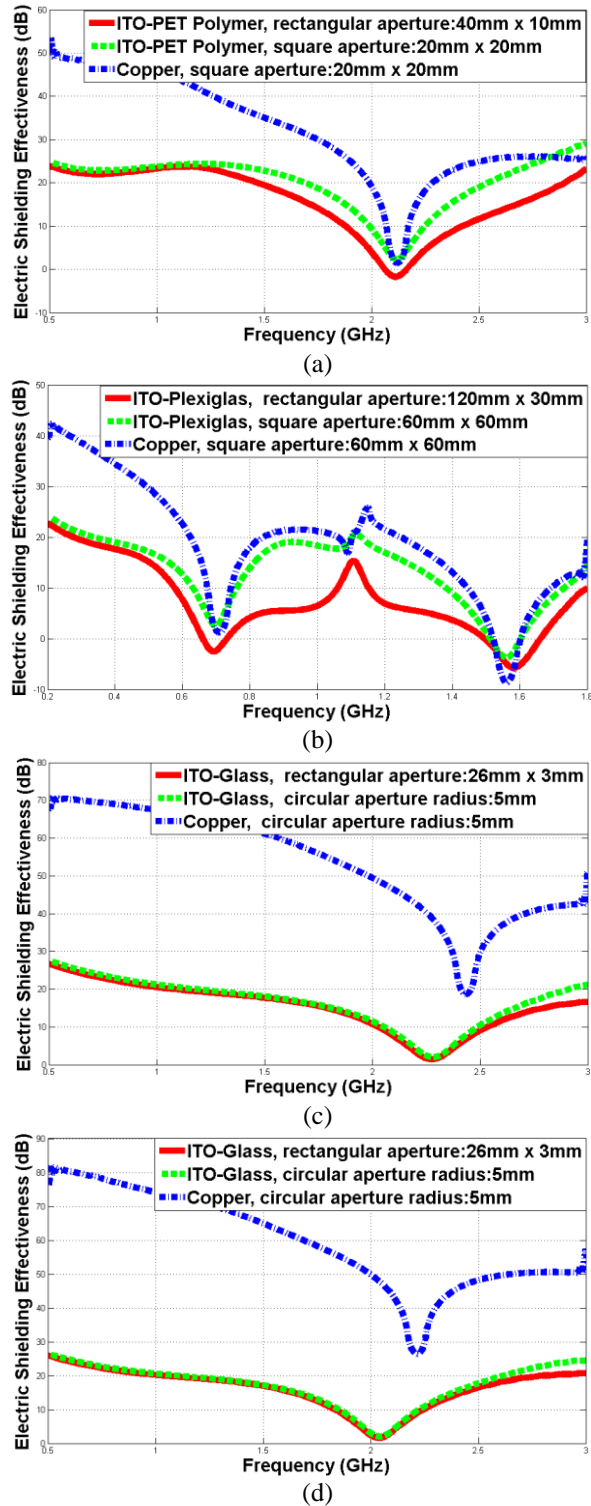 Electric Shielding Effectiveness (dB)
60
50
40
30
20
10
0
-10
ITO-PET Polymer, rectangular aperture:40mm x 10mm
ITO-PET Polymer, square aperture:20mm x 20mm
Copper, square aperture:20mm x 20mm
0.5 1 1.5 2 2.5 3
Frequency (GHz)
(a)
Electric Shielding Effectiveness (dB)
50
40
30
20
10
0
-10
ITO-Plexiglas, rectangular aperture:120mm x 30mm
ITO-Plexiglas, square aperture:60mm x 60mm
Copper, square aperture:60mm x 60mm
0.2 0.4 0.6 0.8 1 1.2 1.4 1.6 1.8
Frequency (GHz)
(b)
Electric Shielding Effectiveness (dB)
80
70
60
50
40
30
20
10
0
ITO-Glass, rectangular aperture:26mm x 3mm
ITO-Glass, circular aperture radius:5mm
Copper, circular aperture radius:5mm
0.5 1 1.5 2 2.5 3
Frequency (GHz)
(c)
Electric Shielding Effectiveness (dB)
90
80
70
60
50
40
30
20
10
0
ITO-Glass, rectangular aperture:26mm x 3mm
ITO-Glass, circular aperture radius:5mm
Copper, circular aperture radius:5mm
0.5 1 1.5 2 2.5 3
Frequency (GHz)
(d)